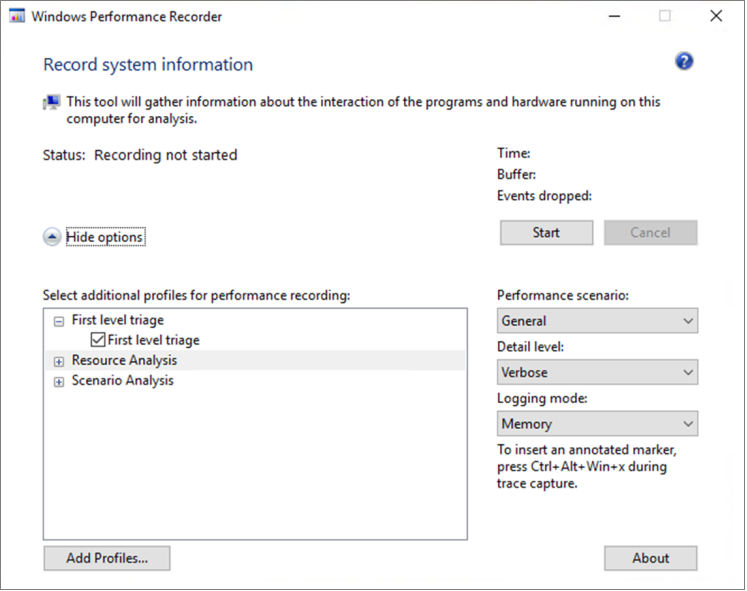 Windows Performance Recorder
Record system information
?
This tool will gather information about the interaction of the programs and hardware running on this
computer for analysis.
Status: Recording not started
Time:
Buffer:
Events dropped:
Hide options
Start
Cancel
Select additional profiles for performance recording:
First level triage
First level triage
Resource Analysis
Scenario Analysis
Performance scenario:
General
Detail level:
Verbose
Logging mode:
Memory
To insert an annotated marker,
press Ctrl+Alt+Win+x during
trace capture.
Add Profiles...
About